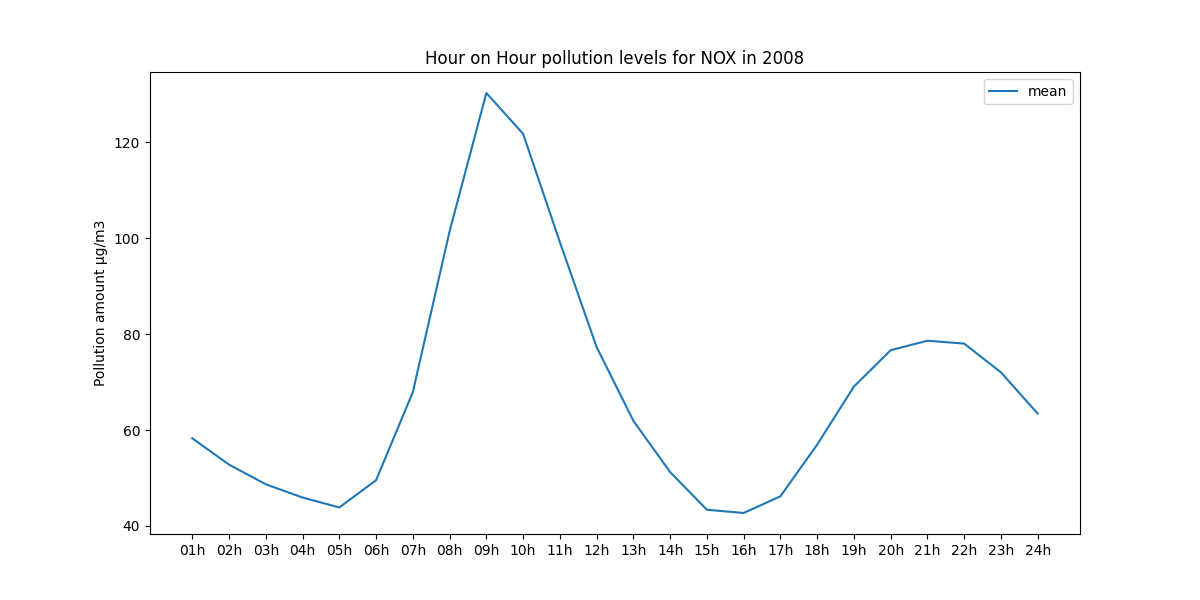 Hour on Hour pollution levels for NOX in 2008
mean
Pollution amount µg/m3
120
100
80
60
40
01h 02h 03h 04h 05h 06h 07h 08h 09h 10h 11h 12h 13h 14h 15h 16h 17h 18h 19h 20h 21h 22h 23h 24h